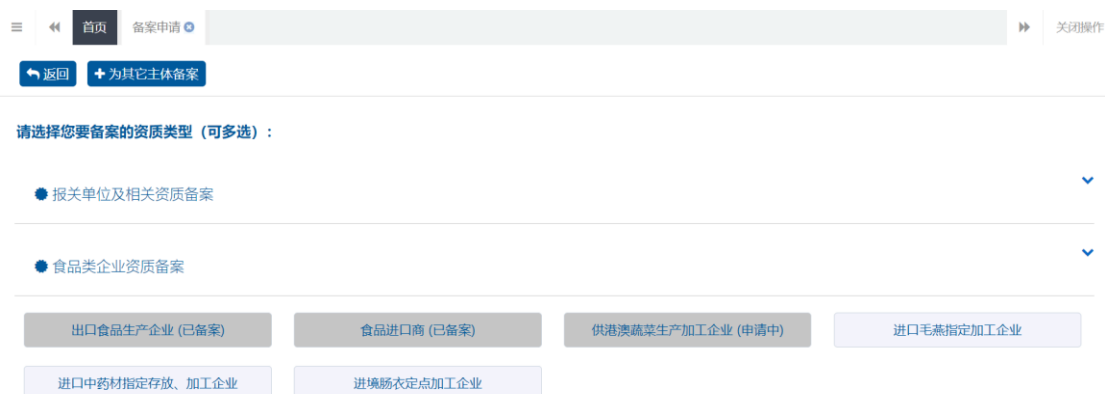 首页 备案申请 关闭操作
返回 为其它主体备案
请选择您要备案的资质类型（可多选）：
报关单位及相关资质备案
食品类企业资质备案
出口食品生产企业 (已备案) 食品进口商 (已备案) 供港澳蔬菜生产加工企业 (申请中) 进口毛燕指定加工企业
进口中药材指定存放、加工企业 进境肠衣定点加工企业